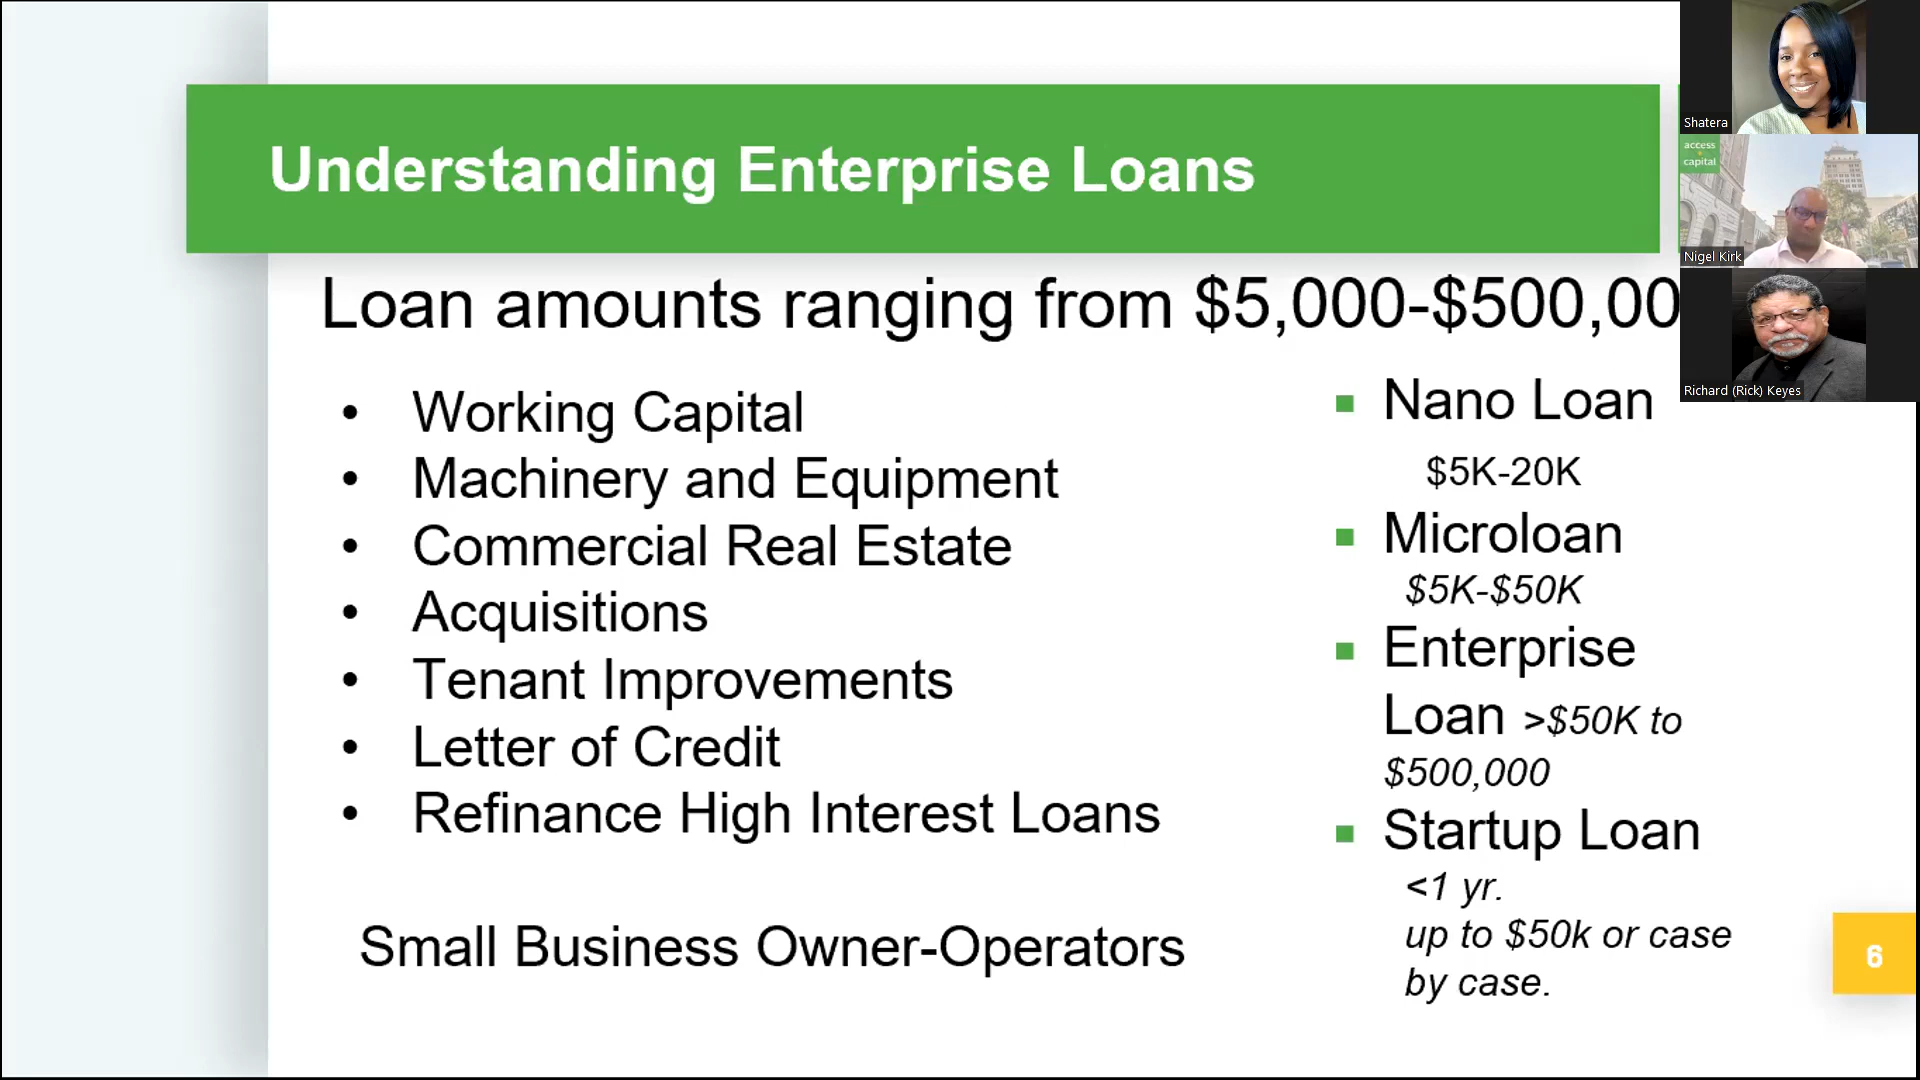 Understanding Enterprise Loans
Loan amounts ranging from $5,000-$500,00
• Working Capital
• Machinery and Equipment
• Commercial Real Estate
• Acquisitions
• Tenant Improvements
• Letter of Credit
• Refinance High Interest Loans
Small Business Owner-Operators
▪ Nano Loan
$5K-20K
▪ Microloan
$5K-$50K
▪ Enterprise
Loan >$50K to
$500,000
▪ Startup Loan
<1 yr.
up to $50k or case
by case.
6
Shatera
access
+
capital
Nigel Kirk
Richard (Rick) Keyes